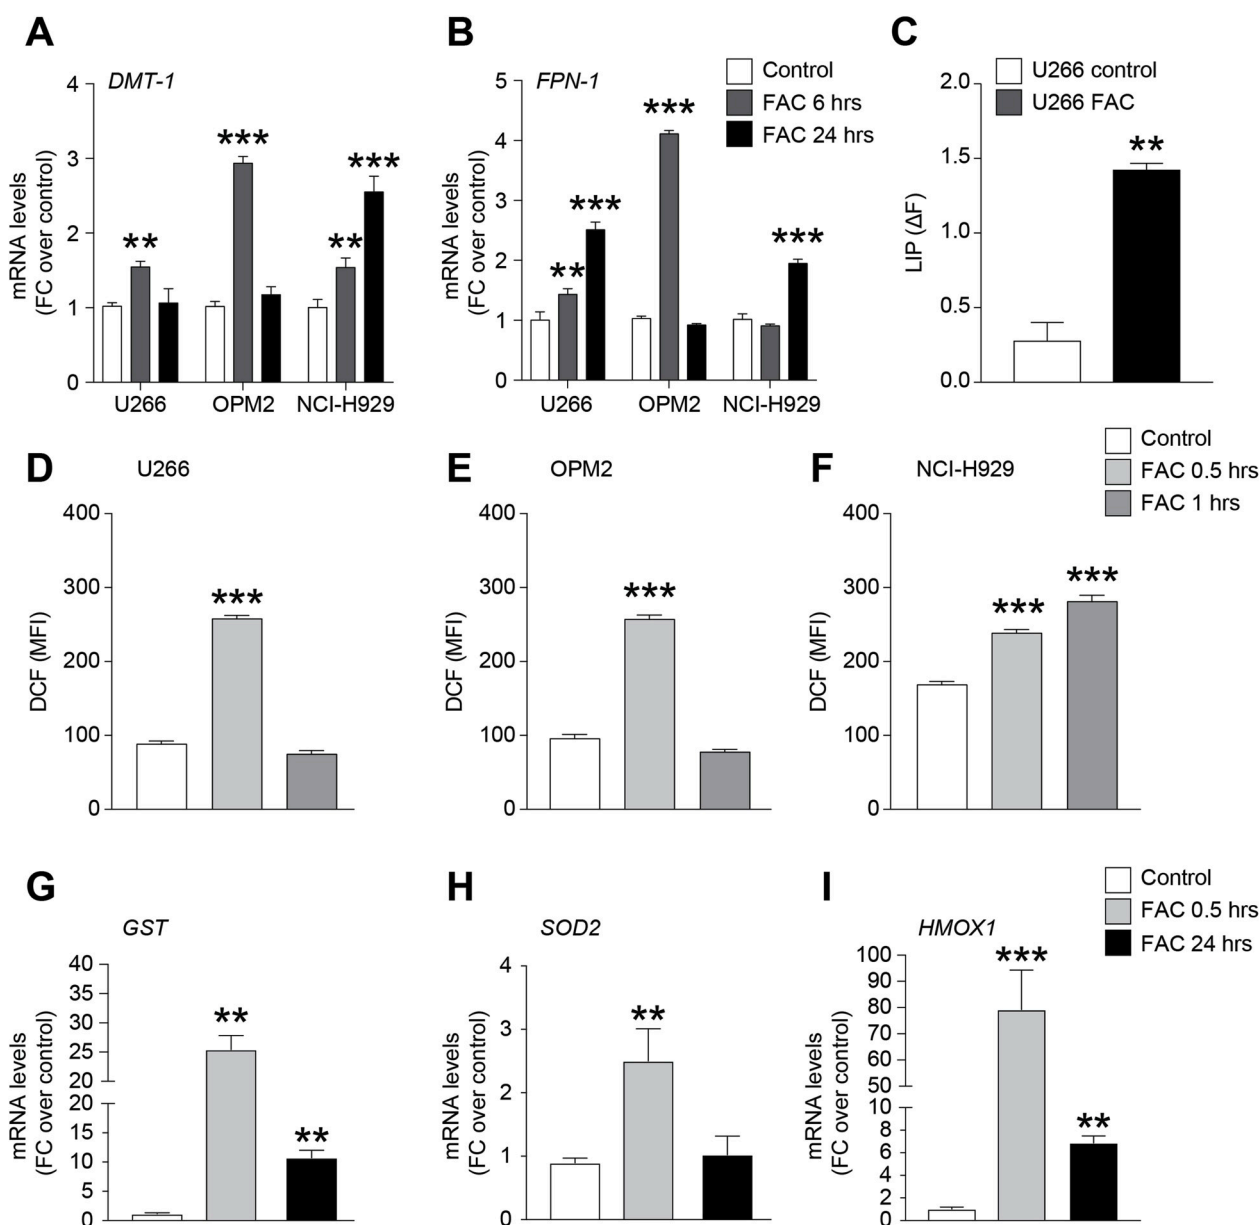 A
DMT-1
mRNA levels
(FC over control)
4
3
2
1
0
**
***
**
***
U266
OPM2
NCI-H929
B
FPN-1
Control
FAC 6 hrs
FAC 24 hrs
mRNA levels
(FC over control)
5
4
3
2
1
0
**
***
***
***
U266
OPM2
NCI-H929
C
U266 control
U266 FAC
LIP (ΔF)
2.0
1.5
1.0
0.5
0.0
**
D
U266
DCF (MFI)
400
300
200
100
0
***
E
OPM2
DCF (MFI)
400
300
200
100
0
***
F
NCI-H929
Control
FAC 0.5 hrs
FAC 1 hrs
DCF (MFI)
400
300
200
100
0
***
***
G
GST
mRNA levels
(FC over control)
40
35
30
25
20
20
15
10
5
0
**
**
H
SOD2
mRNA levels
(FC over control)
4
3
2
1
0
**
I
HMOX1
Control
FAC 0.5 hrs
FAC 24 hrs
mRNA levels
(FC over control)
100
90
80
70
60
50
10
8
6
4
2
0
***
**